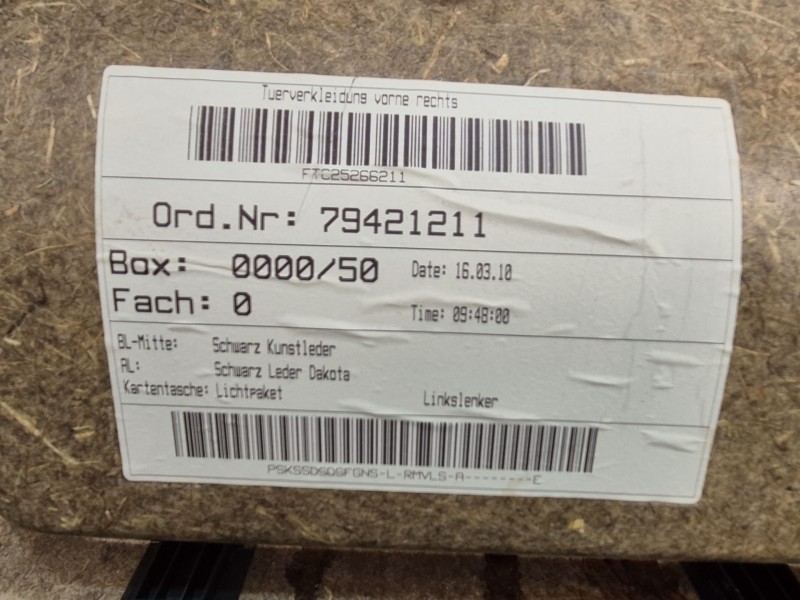 Tuerverkleidung vorne rechts
FTC25266211
Ord.Nr: 79421211
Box: 0000/50 Date: 16.03.10
Fach: 0 Time: 09:48:00
BL-Mitte: Schwarz Kunstleder
AL: Schwarz Leder Dakota
Kartentasche: Lichtpaket Linkslenker
PSKSSDSDSFGNS-L-RMVLS-A--------E